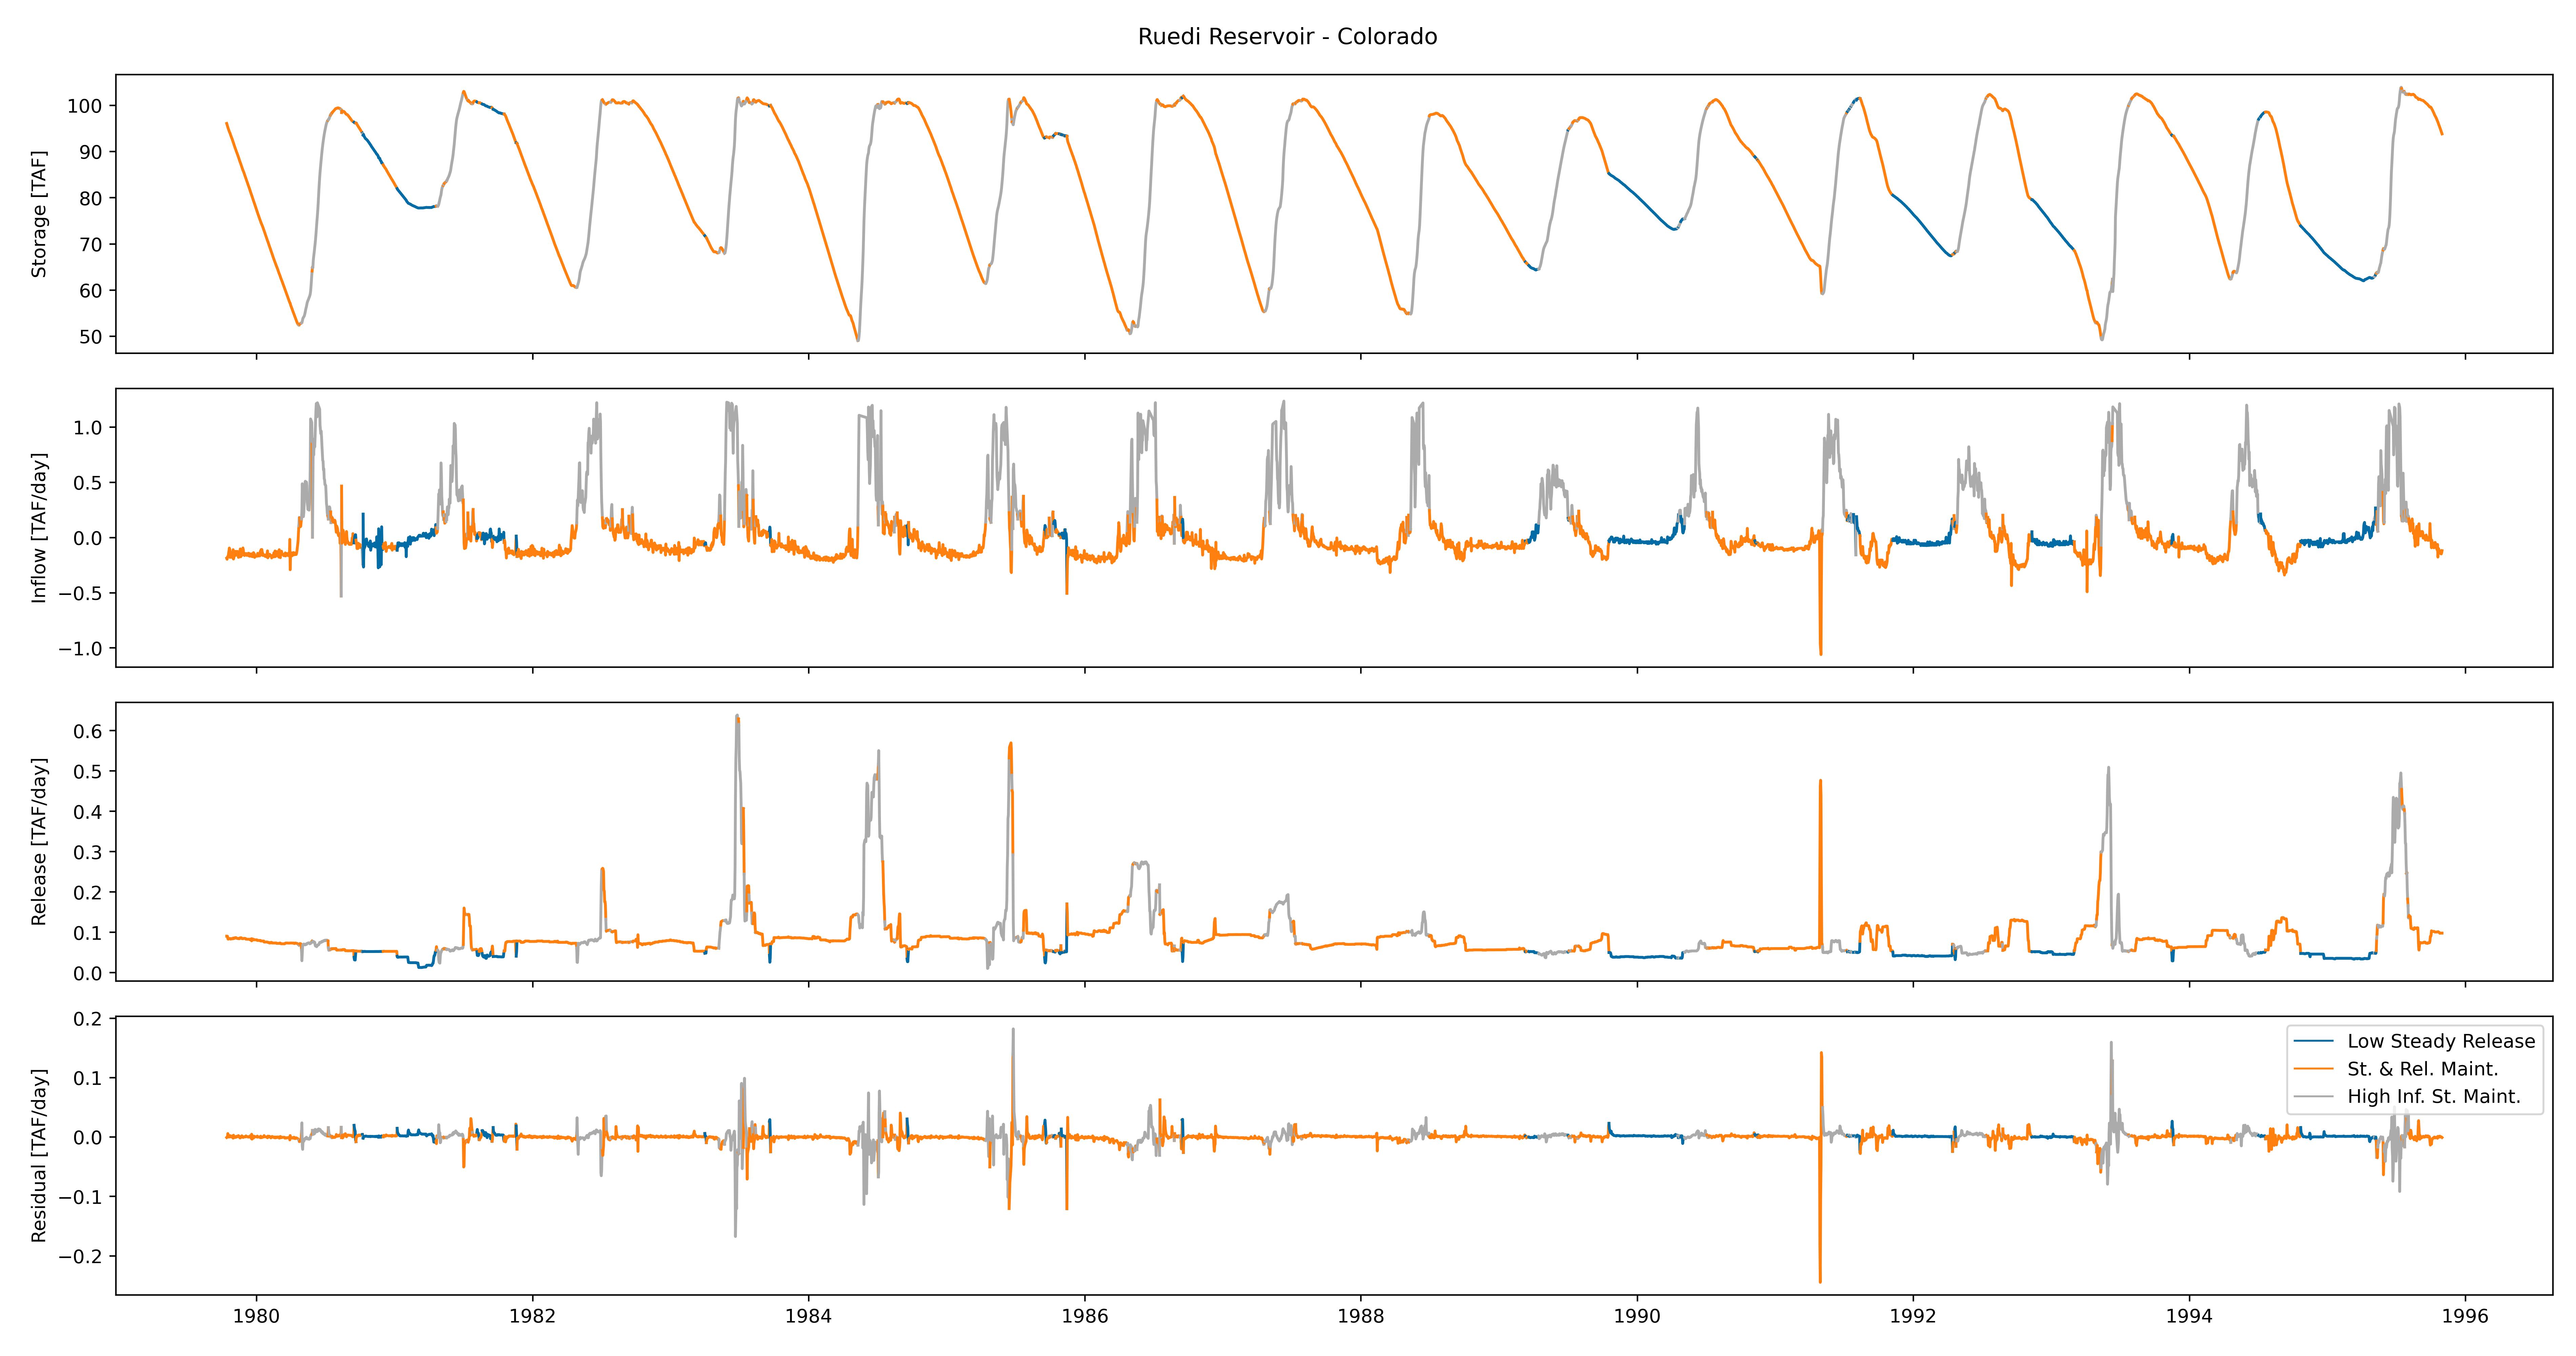 Ruedi Reservoir - Colorado
Storage [TAF]
100
90
80
70
60
50
Inflow [TAF/day]
1.0
0.5
0.0
−0.5
−1.0
Release [TAF/day]
0.6
0.5
0.4
0.3
0.2
0.1
0.0
Residual [TAF/day]
0.2
0.1
0.0
−0.1
−0.2
Low Steady Release
St. & Rel. Maint.
High Inf. St. Maint.
1980 1982 1984 1986 1988 1990 1992 1994 1996